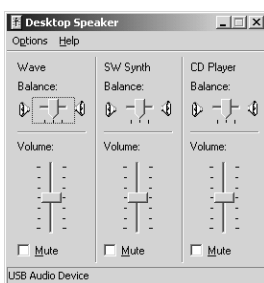 Desktop Speaker
Options Help
Wave SW Synth CD Player
Balance: Balance: Balance:
Volume: Volume: Volume:
Mute Mute Mute
USB Audio Device